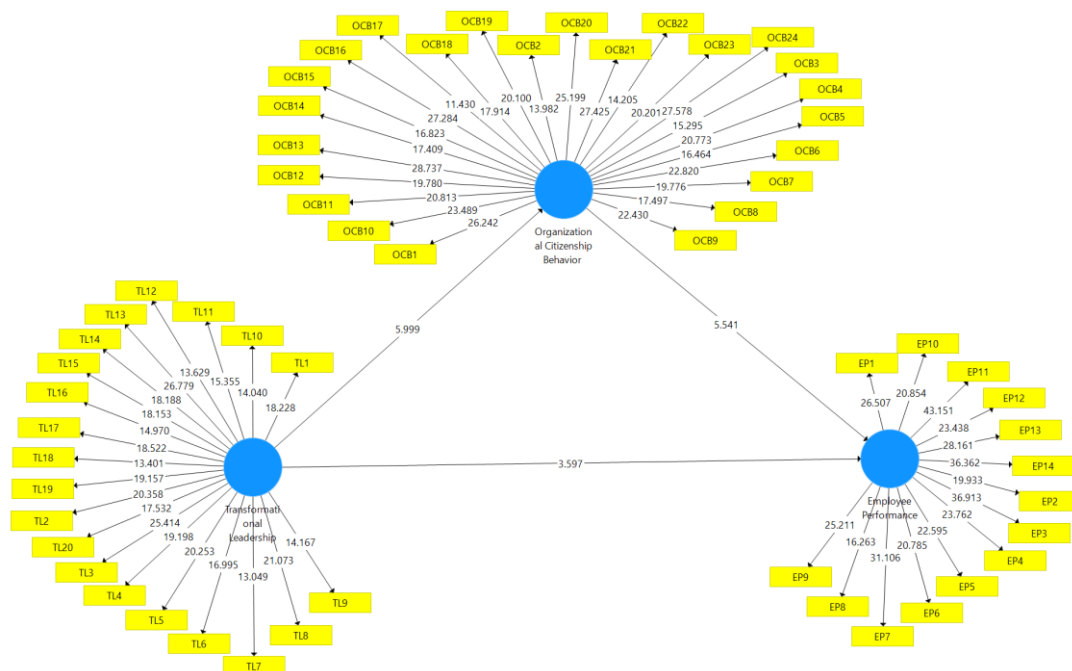 OCB17
OCB19
OCB20
OCB22
OCB16
OCB18
OCB2
OCB21
OCB23
OCB24
OCB15
OCB3
OCB14
OCB4
OCB13
OCB5
OCB12
OCB6
OCB11
OCB7
OCB10
OCB8
OCB1
OCB9
11.430
17.914
20.100
13.982
25.199
27.425
14.205
20.201
27.578
27.284
15.295
16.823
20.773
17.409
16.464
28.737
22.820
19.780
19.776
20.813
17.497
23.489
22.430
26.242
Organization
al Citizenship
Behavior
5.999
5.541
3.597
TL12
TL11
TL13
TL10
TL14
TL1
TL15
TL16
TL17
TL18
TL19
TL2
TL20
TL3
TL4
TL5
TL6
TL7
TL8
TL9
13.629
15.355
14.040
18.228
26.779
18.188
18.153
14.970
18.522
13.401
19.157
20.358
17.532
25.414
19.198
20.253
16.995
13.049
21.073
14.167
Transformati
onal
Leadership
EP1
EP10
EP11
EP12
EP13
EP14
EP2
EP3
EP4
EP5
EP6
EP7
EP8
EP9
26.507
20.854
43.151
23.438
28.161
36.362
19.933
36.913
23.762
22.595
20.785
31.106
16.263
25.211
Employee
Performance